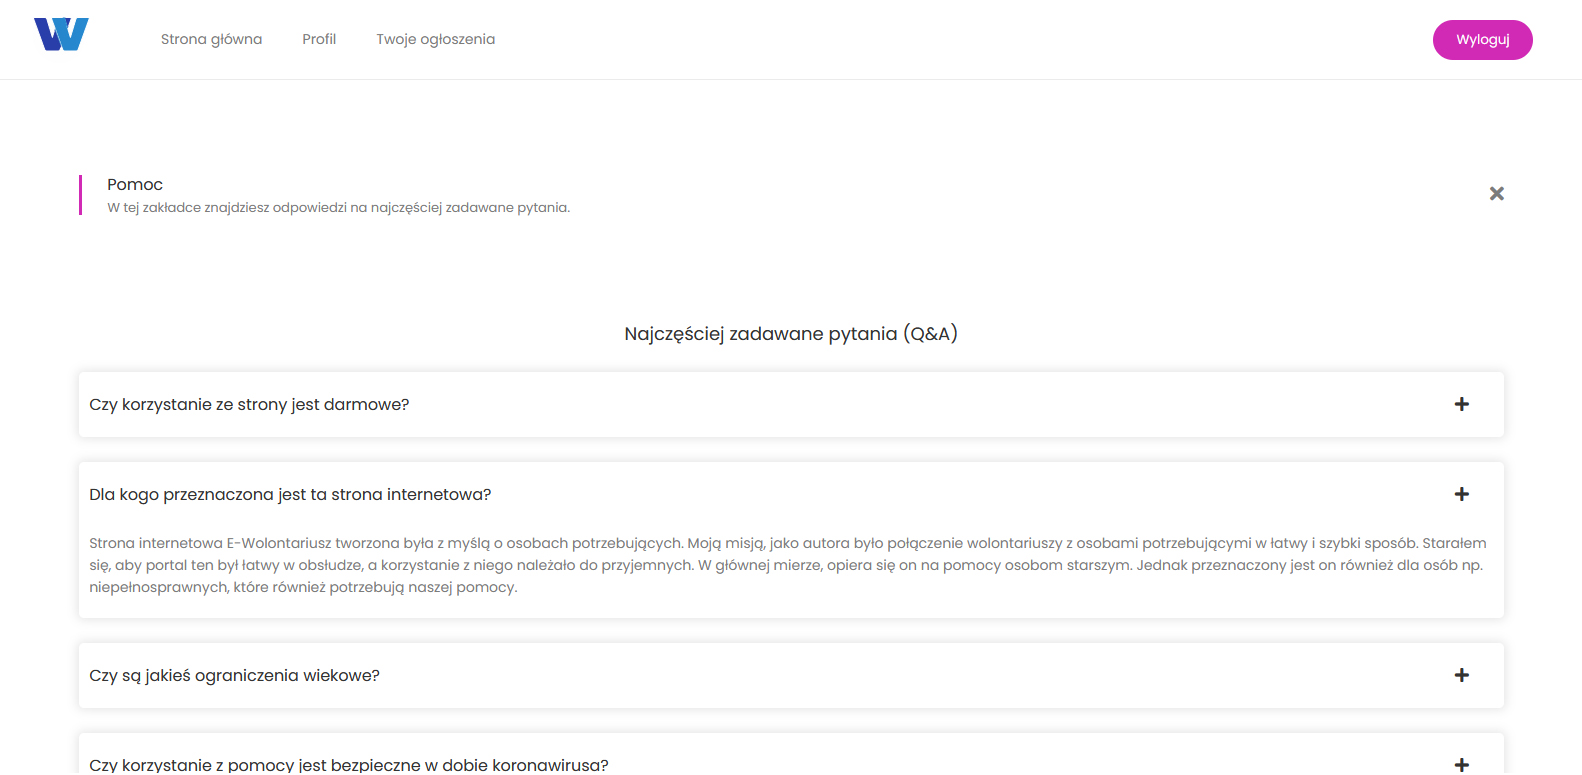 Strona główna
Profil
Twoje ogłoszenia
Wyloguj
Pomoc
W tej zakładce znajdziesz odpowiedzi na najczęściej zadawane pytania.
Najczęściej zadawane pytania (Q&A)
Czy korzystanie ze strony jest darmowe?
Dla kogo przeznaczona jest ta strona internetowa?
Strona internetowa E-Wolontariusz tworzona była z myślą o osobach potrzebujących. Moją misją, jako autora było połączenie wolontariuszy z osobami potrzebującymi w łatwy i szybki sposób. Starałem
się, aby portal ten był łatwy w obsłudze, a korzystanie z niego należało do przyjemnych. W głównej mierze, opiera się on na pomocy osobom starszym. Jednak przeznaczony jest on również dla osób np.
niepełnosprawnych, które również potrzebują naszej pomocy.
Czy są jakieś ograniczenia wiekowe?
Czy korzystanie z pomocy jest bezpieczne w dobie koronawirusa?